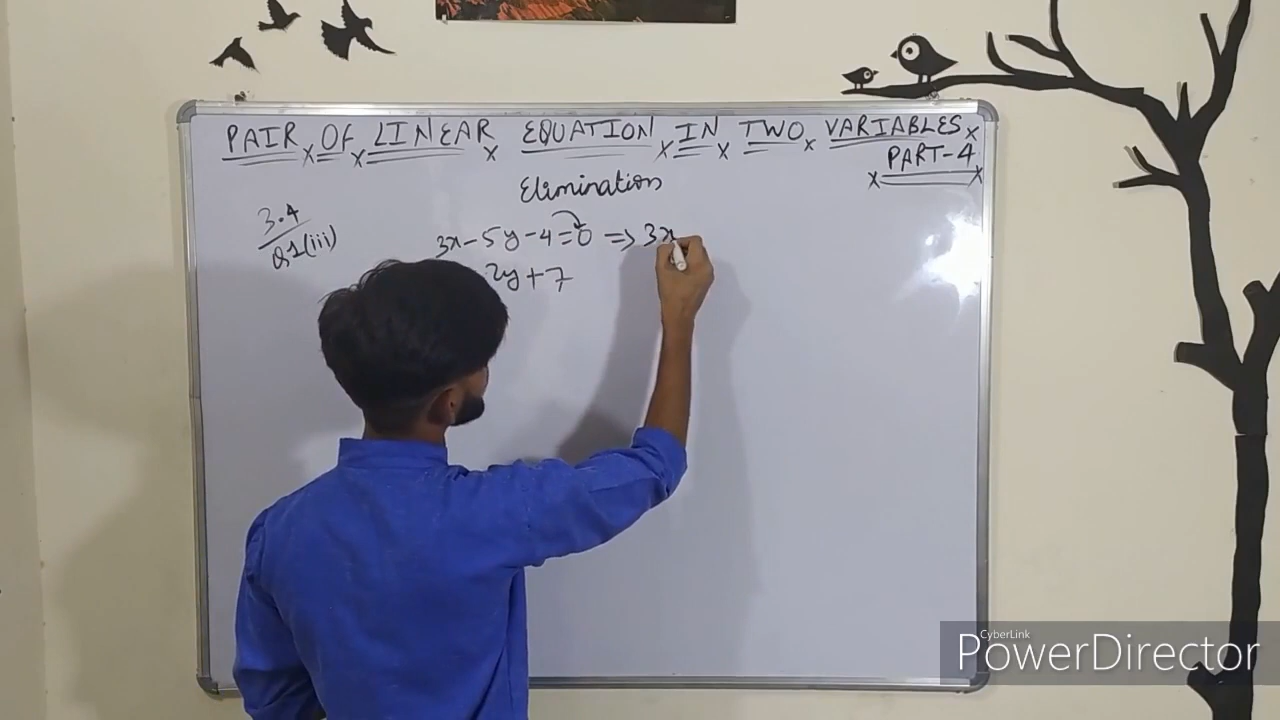 PAIR OF LINEAR EQUATION IN TWO VARIABLES
PART-4
Elimination
3.4
Q1(iii)
3x-5y-4=0 => 3x
2y+7
CyberLink
PowerDirector